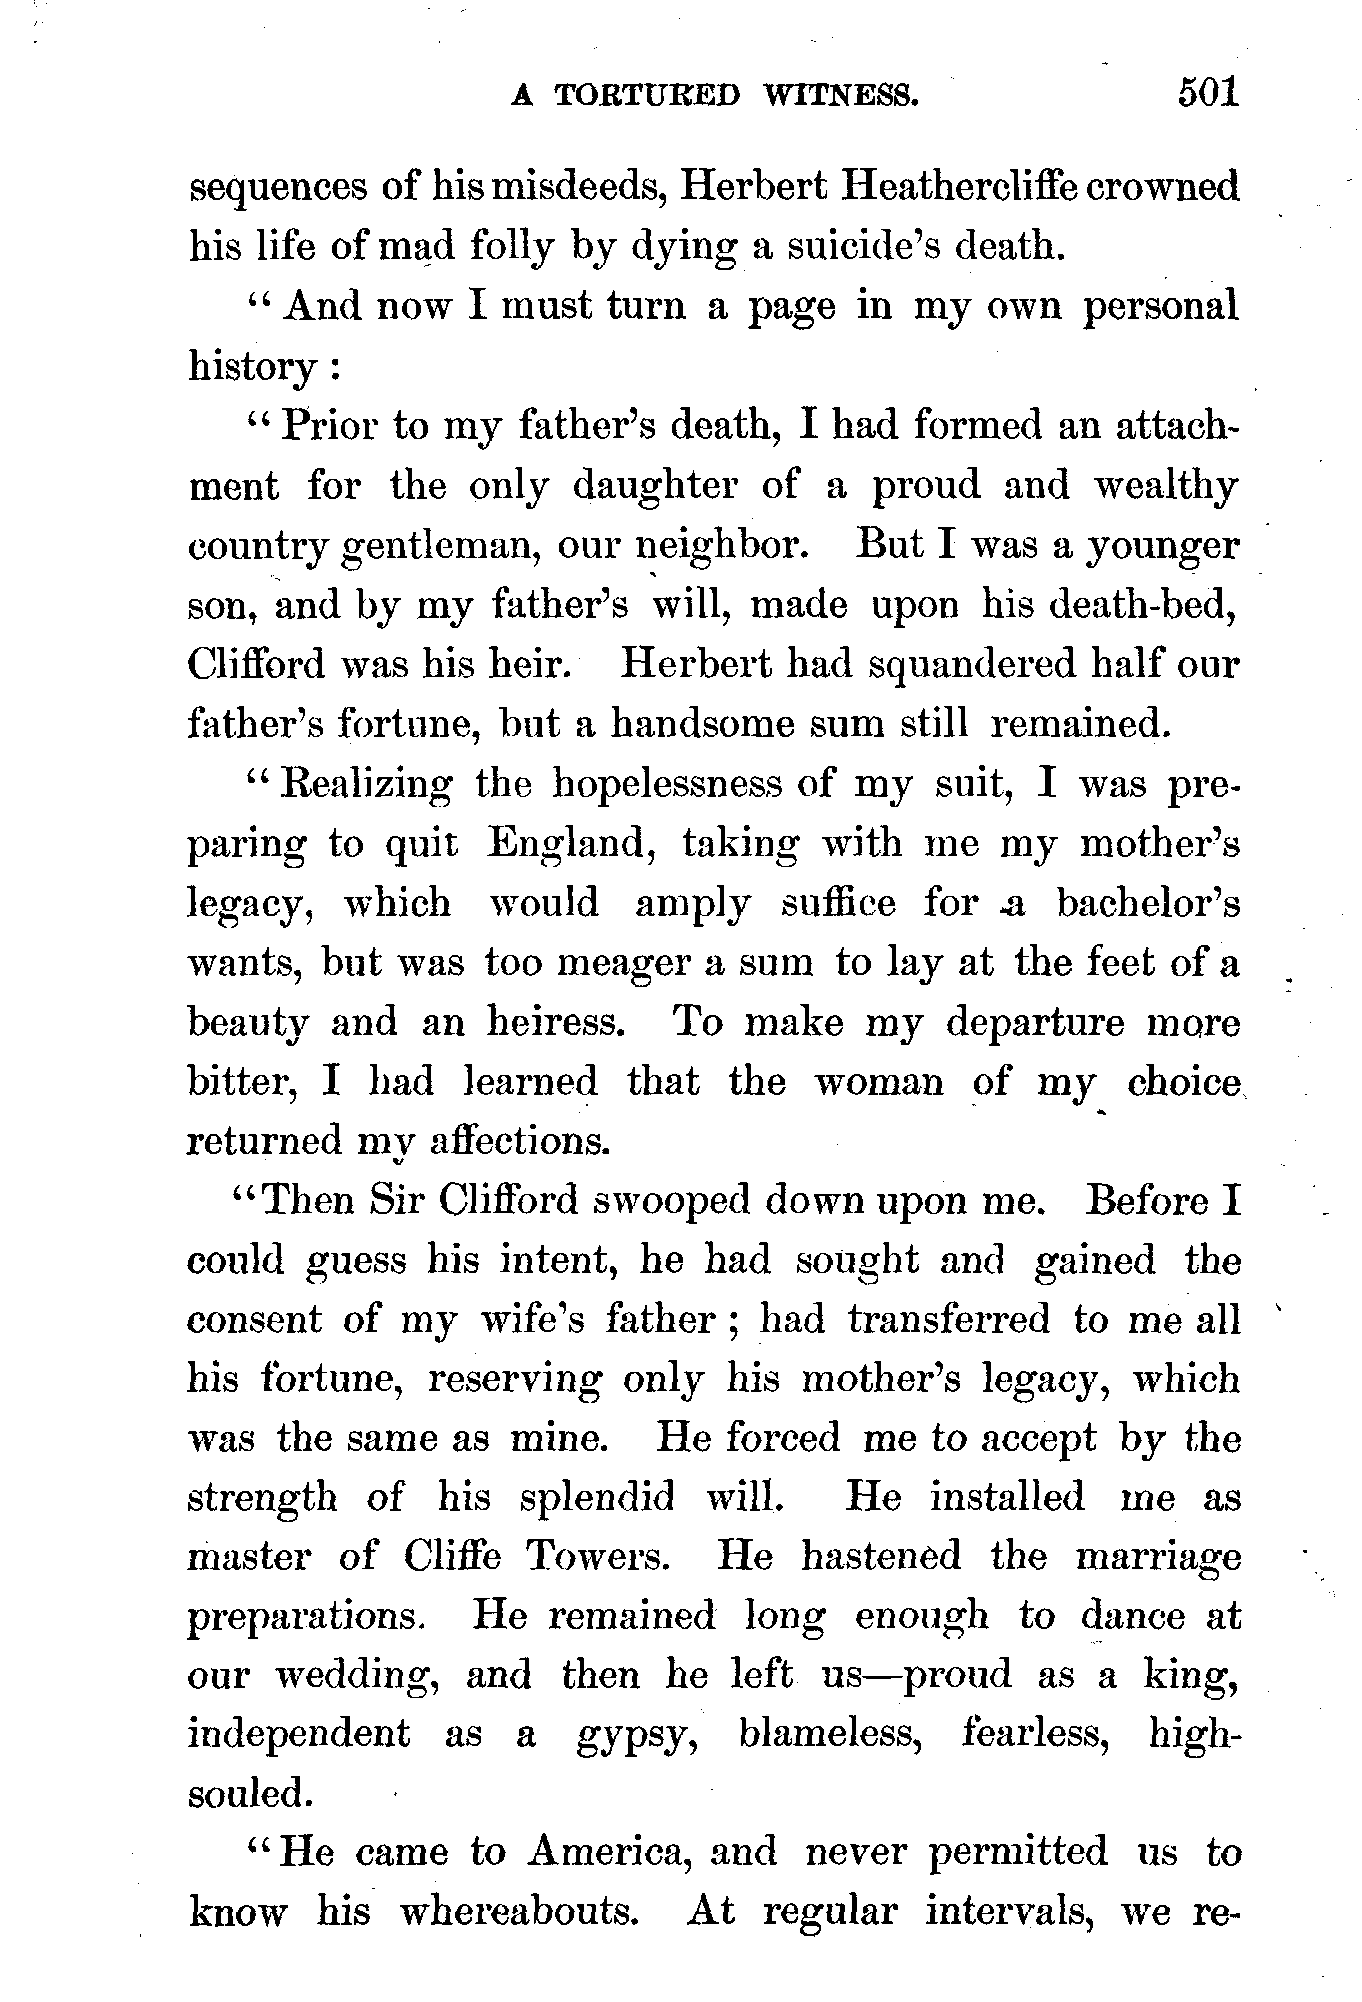 A TORTURED WITNESS. 501
sequences of his misdeeds, Herbert Heathercliffe crowned
his life of mad folly by dying a suicide's death.
“ And now I must turn a page in my own personal
history :
“ Prior to my father's death, I had formed an attach-
ment for the only daughter of a proud and wealthy
country gentleman, our neighbor. But I was a younger
son, and by my father's will, made upon his death-bed,
Clifford was his heir. Herbert had squandered half our
father's fortune, but a handsome sum still remained.
“ Realizing the hopelessness of my suit, I was pre-
paring to quit England, taking with me my mother's
legacy, which would amply suffice for a bachelor's
wants, but was too meager a sum to lay at the feet of a
beauty and an heiress. To make my departure more
bitter, I had learned that the woman of my choice
returned my affections.
“Then Sir Clifford swooped down upon me. Before I
could guess his intent, he had sought and gained the
consent of my wife's father ; had transferred to me all
his fortune, reserving only his mother's legacy, which
was the same as mine. He forced me to accept by the
strength of his splendid will. He installed me as
master of Cliffe Towers. He hastened the marriage
preparations. He remained long enough to dance at
our wedding, and then he left us—proud as a king,
independent as a gypsy, blameless, fearless, high-
souled.
“ He came to America, and never permitted us to
know his whereabouts. At regular intervals, we re-